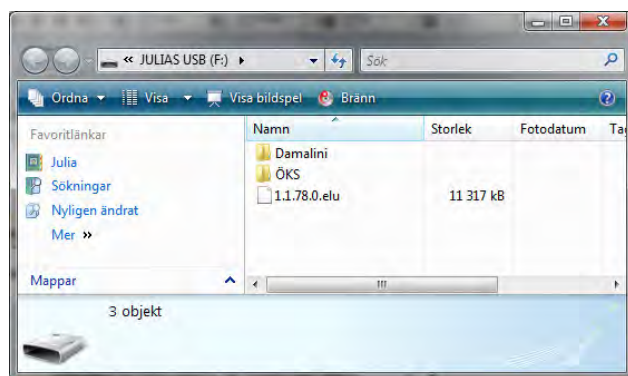 « JULIAS USB (F:)
Sök
Ordna Visa Visa bildspel Bränn
Favoritlänkar
Julia
Sökningar
Nyligen ändrat
Mer »
Mappar
Namn Storlek Fotodatum
Damalini
ÖKS
1.1.78.0.elu 11 317 kB
3 objekt